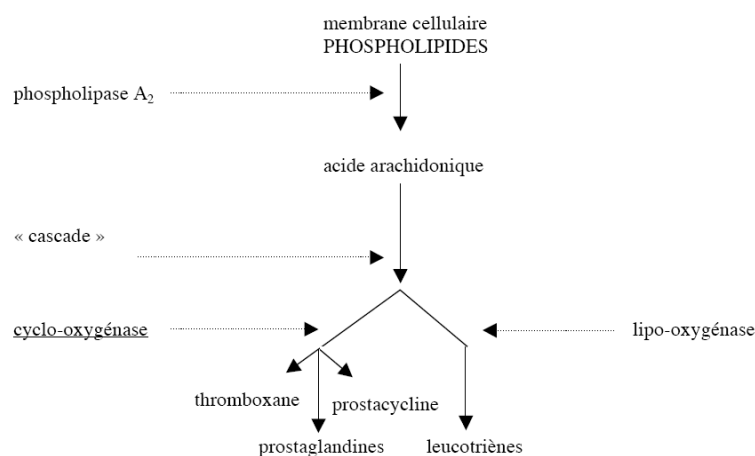 membrane cellulaire
PHOSPHOLIPIDES
phospholipase A₂
acide arachidonique
« cascade »
cyclo-oxygénase
lipo-oxygénase
thromboxane
prostacycline
prostaglandines
leucotriènes